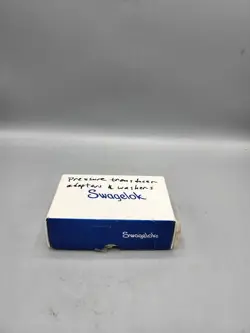 Pressure transducer
adapters & washers
Swagelok
Swagelok